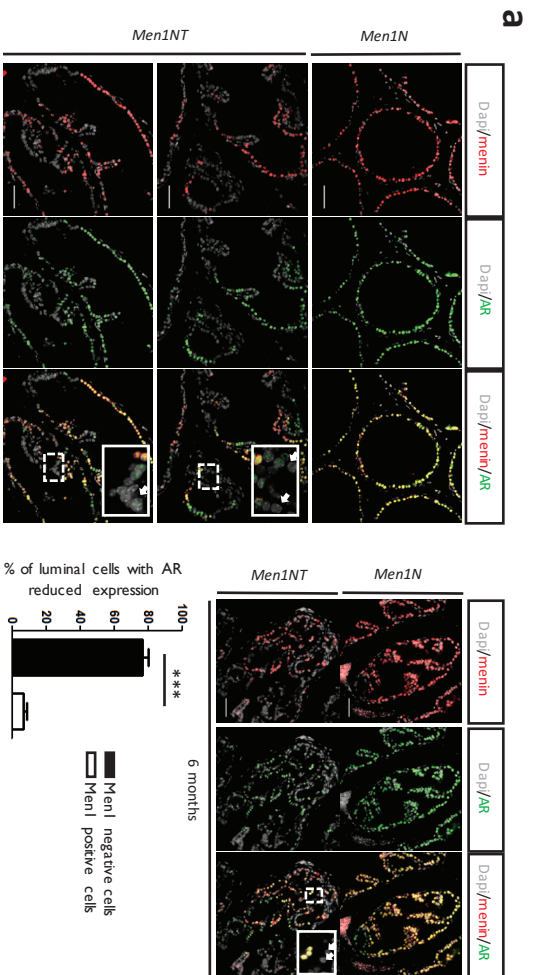 a
Men1NT
Men1N
Dapi/menin
Dapi/AR
Dapi/menin/AR
Men1NT
Men1N
Dapi/menin
Dapi/AR
Dapi/menin/AR
6 months
% of luminal cells with AR
reduced expression
100
80
60
40
20
0
***
Men1 negative cells
Men1 positive cells